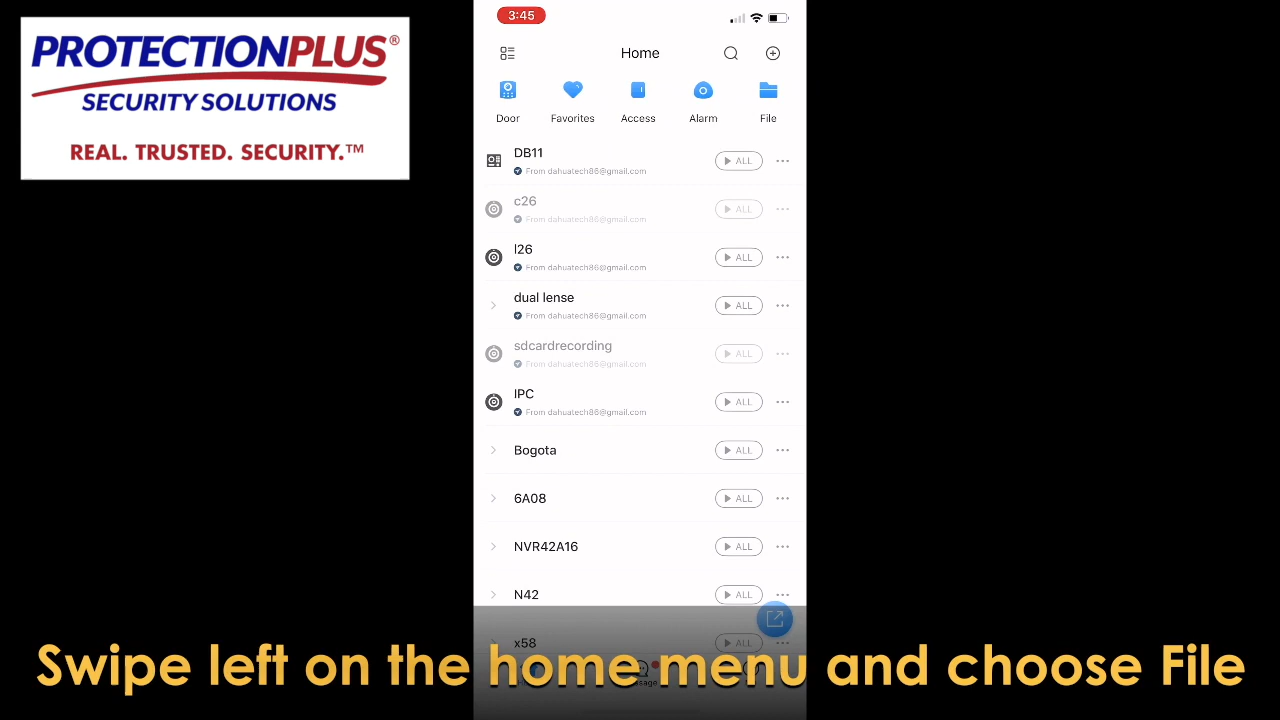 PROTECTIONPLUS®
SECURITY SOLUTIONS
REAL. TRUSTED. SECURITY.™
3:45
Home
Door Favorites Access Alarm File
DB11
From dahuatech86@gmail.com
ALL
c26
From dahuatech86@gmail.com
ALL
I26
From dahuatech86@gmail.com
ALL
dual lense
From dahuatech86@gmail.com
ALL
sdcardrecording
From dahuatech86@gmail.com
ALL
IPC
From dahuatech86@gmail.com
ALL
Bogota
ALL
6A08
ALL
NVR42A16
ALL
N42
ALL
x58
ALL
Swipe left on the home menu and choose File